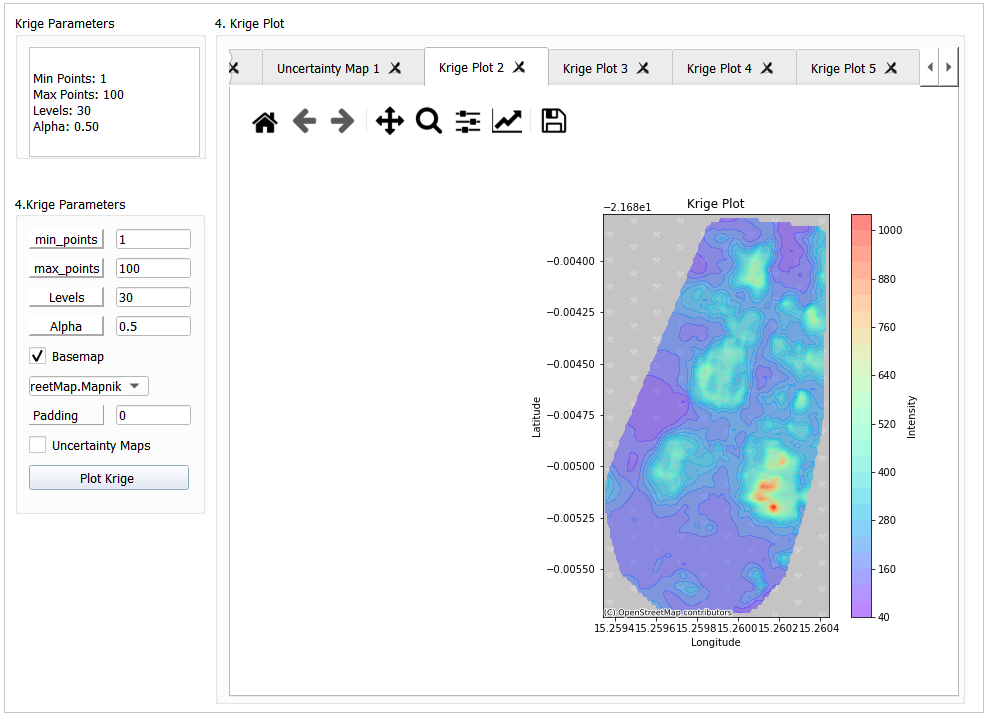 Krige Parameters
Min Points: 1
Max Points: 100
Levels: 30
Alpha: 0.50
4.Krige Parameters
min_points 1
max_points 100
Levels 30
Alpha 0.5
Basemap
reetMap.Mapnik
Padding 0
Uncertainty Maps
Plot Krige
4. Krige Plot
Uncertainty Map 1
Krige Plot 2
Krige Plot 3
Krige Plot 4
Krige Plot 5
−2.168e1
Krige Plot
Latitude
−0.00400
−0.00425
−0.00450
−0.00475
−0.00500
−0.00525
−0.00550
(C) OpenStreetMap contributors
15.2594 15.2596 15.2598 15.2600 15.2602 15.2604
Longitude
1000
880
760
640
520
400
280
160
40
Intensity